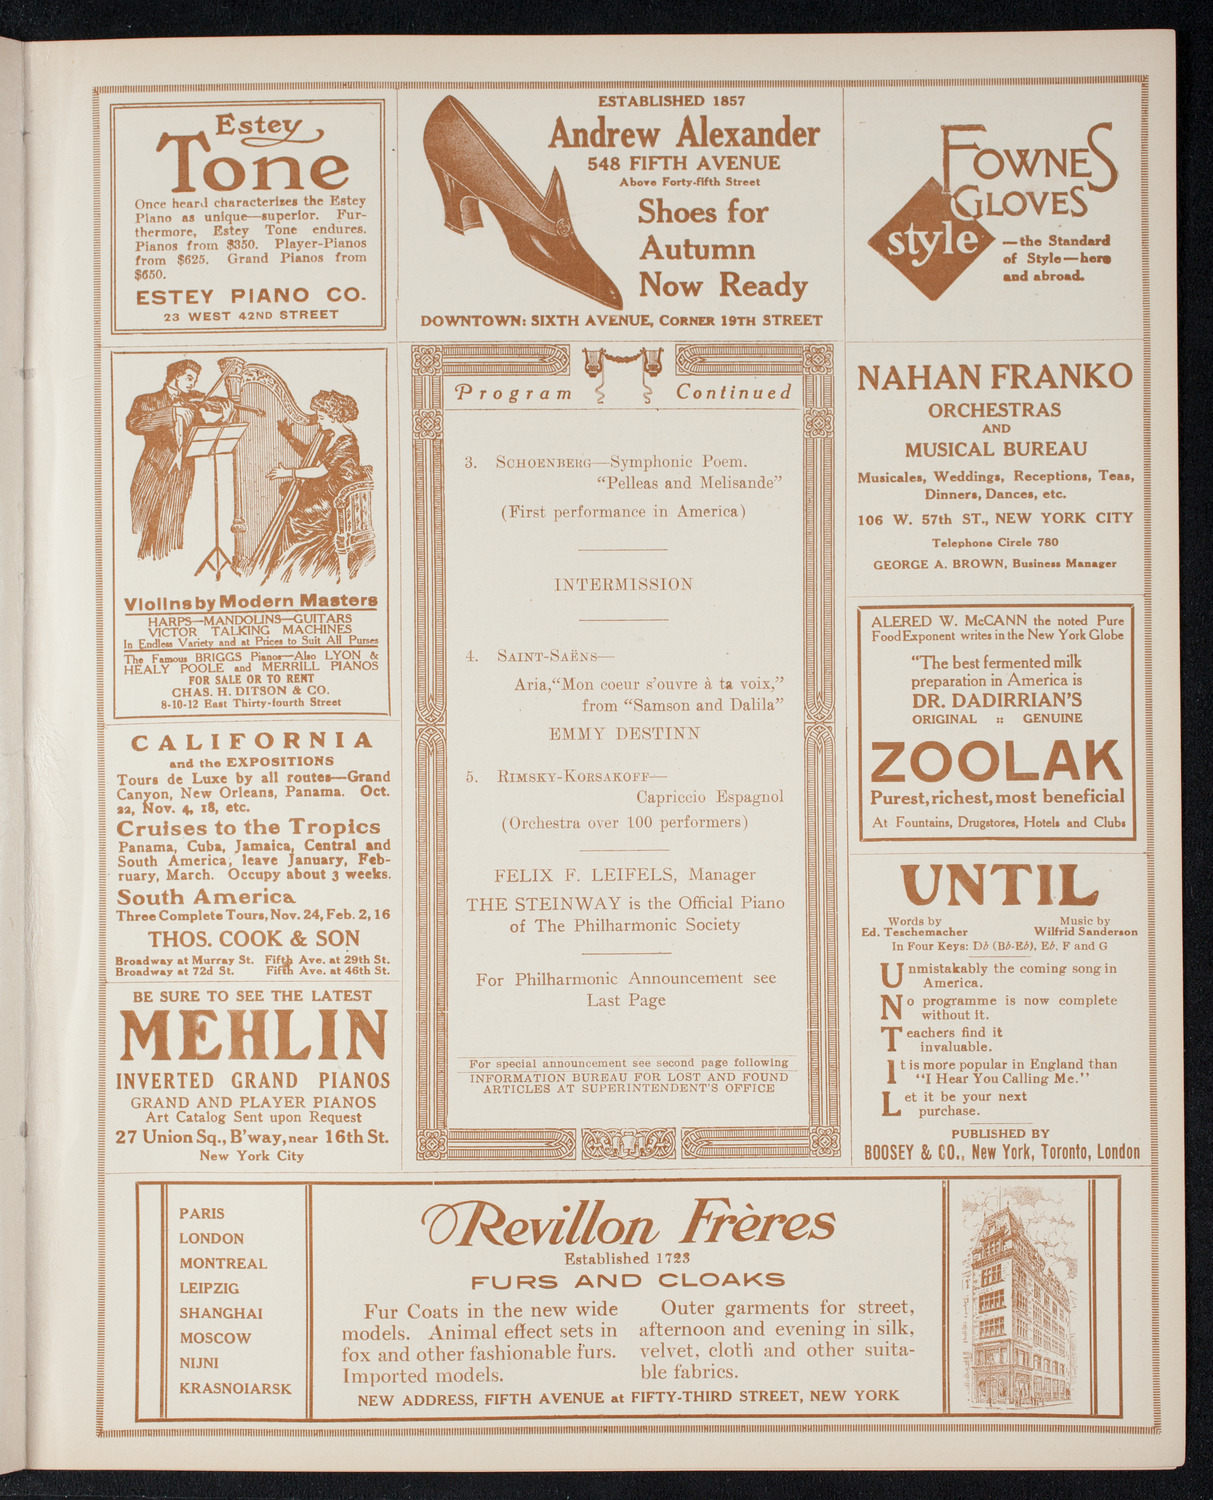 Estey
Tone
Once heard characterizes the Estey
Piano as unique—superior. Fur-
thermore, Estey Tone endures.
Pianos from $350. Player-Pianos
from $625. Grand Pianos from
$650.
ESTEY PIANO CO.
23 WEST 42ND STREET
ESTABLISHED 1857
Andrew Alexander
548 FIFTH AVENUE
Above Forty-fifth Street
Shoes for
Autumn
Now Ready
DOWNTOWN: SIXTH AVENUE, CORNER 19TH STREET
FOWNES
GLOVES
style
—the Standard
of Style—here
and abroad.
Violins by Modern Masters
HARPS—MANDOLINS—GUITARS
VICTOR TALKING MACHINES
In Endless Variety and at Prices to Suit All Purses
The Famous BRIGGS Pianos—Also LYON &
HEALY POOLE and MERRILL PIANOS
FOR SALE OR TO RENT
CHAS. H. DITSON & CO.
8-10-12 East Thirty-fourth Street
CALIFORNIA
and the EXPOSITIONS
Tours de Luxe by all routes—Grand
Canyon, New Orleans, Panama. Oct.
22, Nov. 4, 18, etc.
Cruises to the Tropics
Panama, Cuba, Jamaica, Central and
South America, leave January, Feb-
ruary, March. Occupy about 3 weeks.
South America
Three Complete Tours, Nov. 24, Feb. 2, 16
THOS. COOK & SON
Broadway at Murray St. Fifth Ave. at 29th St.
Broadway at 72d St. Fifth Ave. at 46th St.
BE SURE TO SEE THE LATEST
MEHLIN
INVERTED GRAND PIANOS
GRAND AND PLAYER PIANOS
Art Catalog Sent upon Request
27 Union Sq., B'way, near 16th St.
New York City
Program Continued
3. SCHOENBERG—Symphonic Poem.
"Pelleas and Melisande"
(First performance in America)
INTERMISSION
4. SAINT-SAËNS—
Aria, "Mon coeur s'ouvre à ta voix,"
from "Samson and Dalila"
EMMY DESTINN
5. RIMSKY-KORSAKOFF—
Capriccio Espagnol
(Orchestra over 100 performers)
FELIX F. LEIFELS, Manager
THE STEINWAY is the Official Piano
of The Philharmonic Society
For Philharmonic Announcement see
Last Page
For special announcement see second page following
INFORMATION BUREAU FOR LOST AND FOUND
ARTICLES AT SUPERINTENDENT'S OFFICE
NAHAN FRANKO
ORCHESTRAS
AND
MUSICAL BUREAU
Musicales, Weddings, Receptions, Teas,
Dinners, Dances, etc.
106 W. 57th ST., NEW YORK CITY
Telephone Circle 780
GEORGE A. BROWN, Business Manager
ALERED W. McCANN the noted Pure
Food Exponent writes in the New York Globe
"The best fermented milk
preparation in America is
DR. DADIRRIAN'S
ORIGINAL :: GENUINE
ZOOLAK
Purest, richest, most beneficial
At Fountains, Drugstores, Hotels and Clubs
UNTIL
Words by Music by
Ed. Teschemacher Wilfrid Sanderson
In Four Keys: D♭ (B♭-E♭), E♭, F and G
Unmistakably the coming song in
America.
No programme is now complete
without it.
Teachers find it
invaluable.
It is more popular in England than
"I Hear You Calling Me."
Let it be your next
purchase.
PUBLISHED BY
BOOSEY & CO., New York, Toronto, London
PARIS
LONDON
MONTREAL
LEIPZIG
SHANGHAI
MOSCOW
NIJNI
KRASNOIARSK
Revillon Frères
Established 1723
FURS AND CLOAKS
Fur Coats in the new wide
models. Animal effect sets in
fox and other fashionable furs.
Imported models.
Outer garments for street,
afternoon and evening in silk,
velvet, cloth and other suita-
ble fabrics.
NEW ADDRESS, FIFTH AVENUE at FIFTY-THIRD STREET, NEW YORK